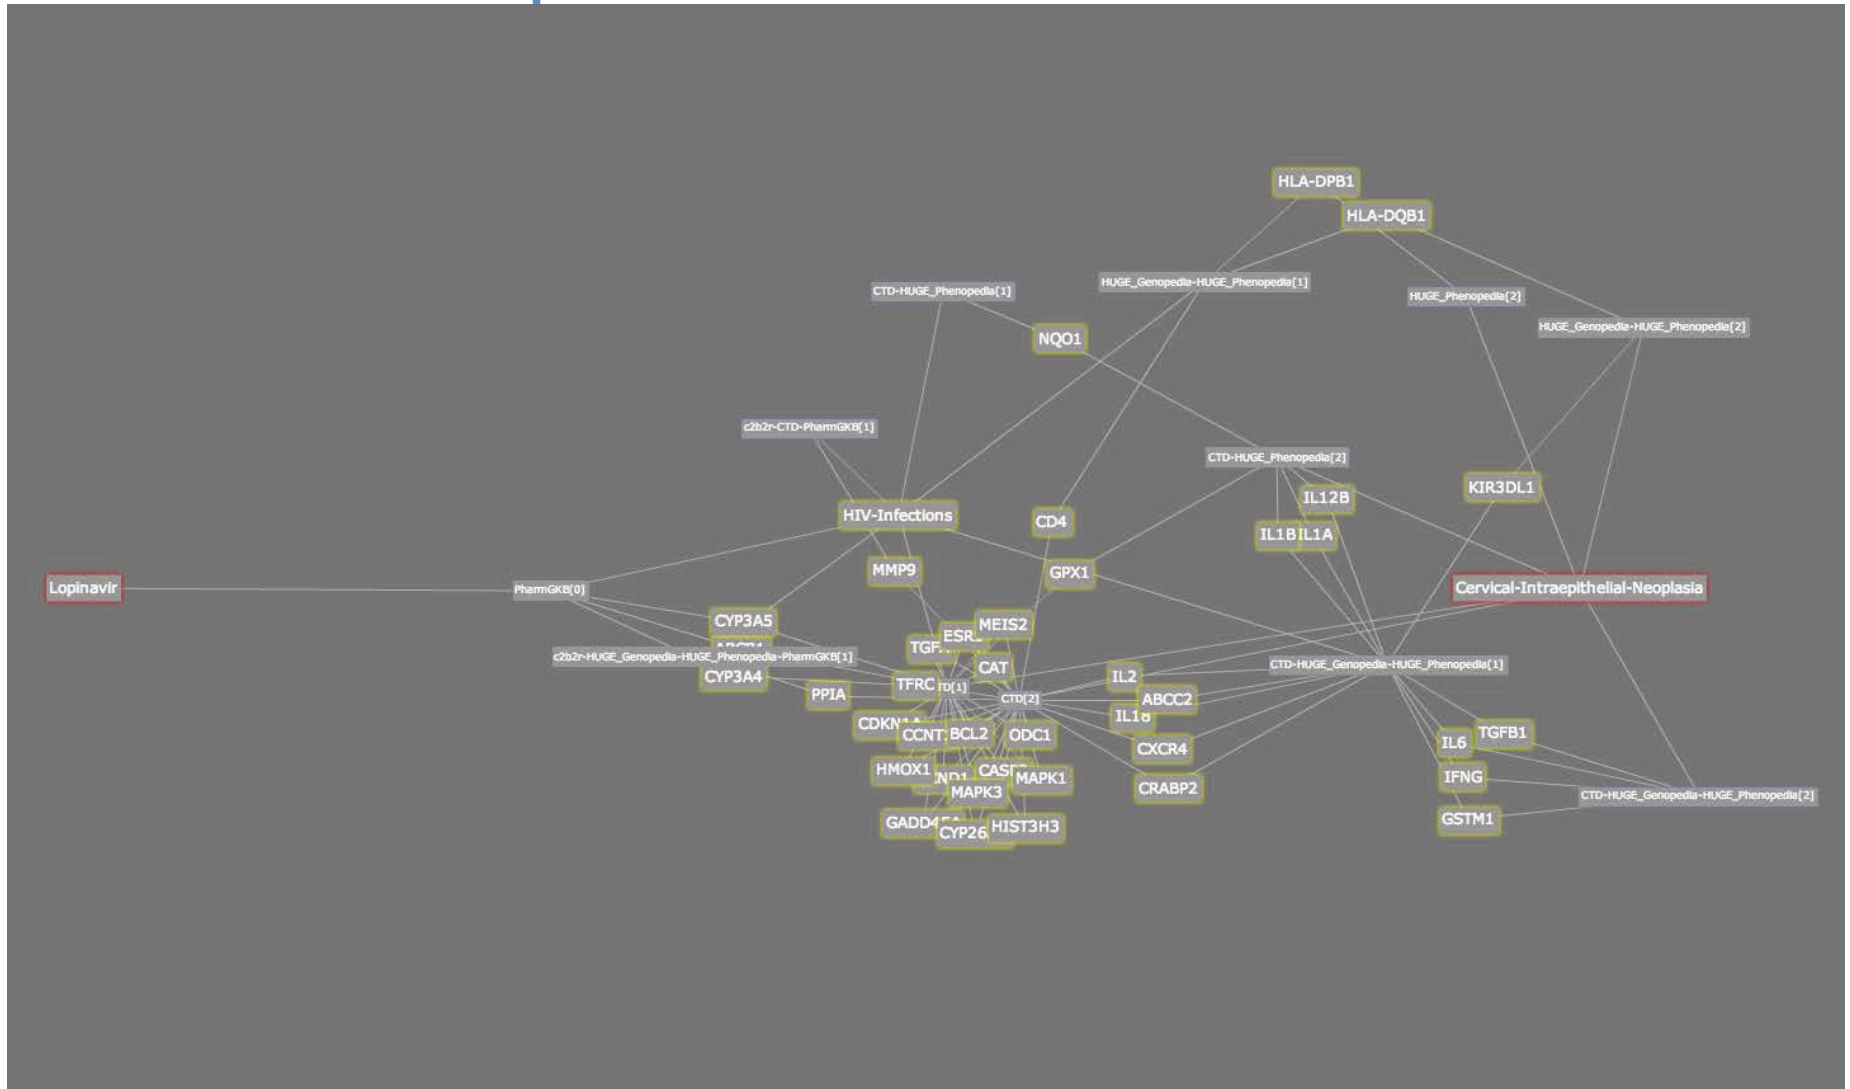 HLA-DPB1
HLA-DQB1
HUGE_Genopedia-HUGE_Phenopedia[1]
CTD-HUGE_Phenopedia[1]
HUGE_Phenopedia[2]
HUGE_Genopedia-HUGE_Phenopedia[2]
NQO1
c2b2r-CTD-PharmGKB[1]
CTD-HUGE_Phenopedia[2]
KIR3DL1
IL12B
HIV-Infections
CD4
IL1B
IL1A
MMP9
GPX1
Lopinavir
PharmGKB[0]
Cervical-Intraepithelial-Neoplasia
CYP3A5
MEIS2
c2b2r-HUGE_Genopedia-HUGE_Phenopedia-PharmGKB[1]
CAT
CTD-HUGE_Genopedia-HUGE_Phenopedia[1]
CYP3A4
TFRC
IL2
PPIA
CTD[2]
ABCC2
IL18
CDKN1A
BCL2
ODC1
CXCR4
IL6
TGFB1
HMOX1
MAPK1
IFNG
MAPK3
CRABP2
CTD-HUGE_Genopedia-HUGE_Phenopedia[2]
HIST3H3
GSTM1